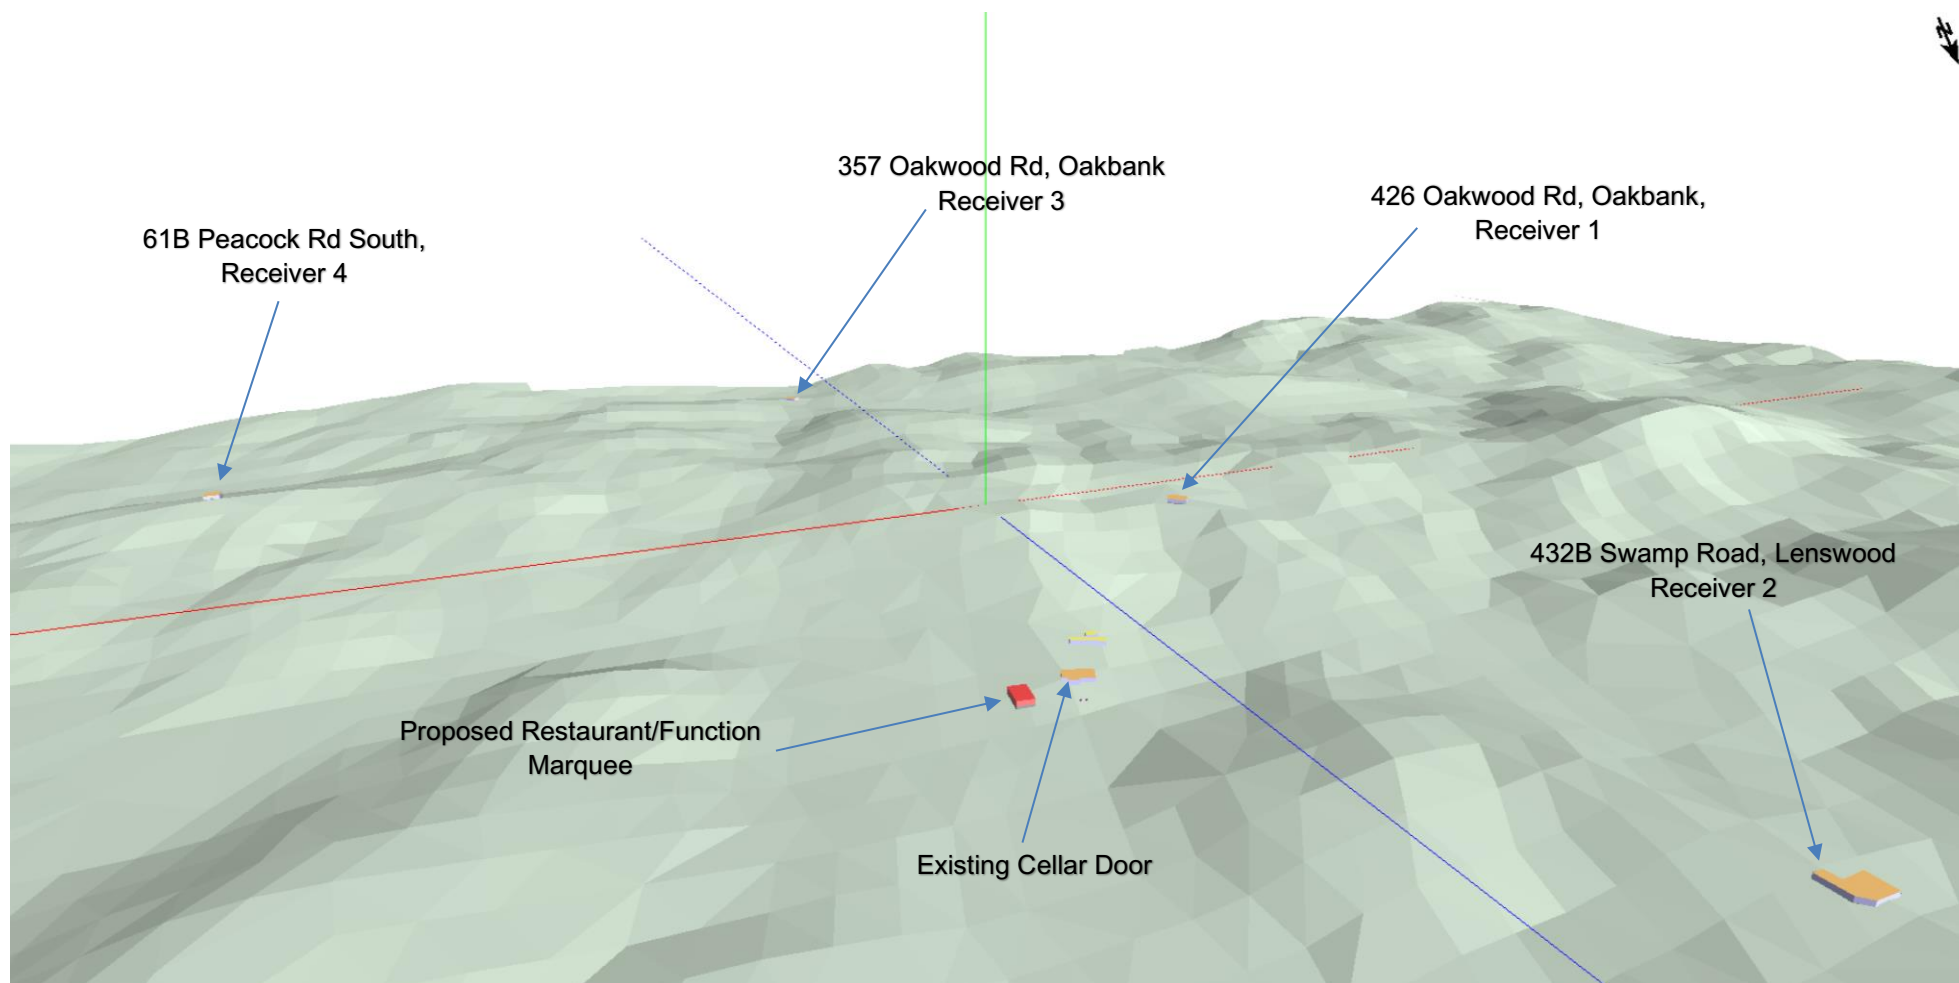 N
357 Oakwood Rd, Oakbank
Receiver 3
426 Oakwood Rd, Oakbank,
Receiver 1
61B Peacock Rd South,
Receiver 4
432B Swamp Road, Lenswood
Receiver 2
Proposed Restaurant/Function
Marquee
Existing Cellar Door